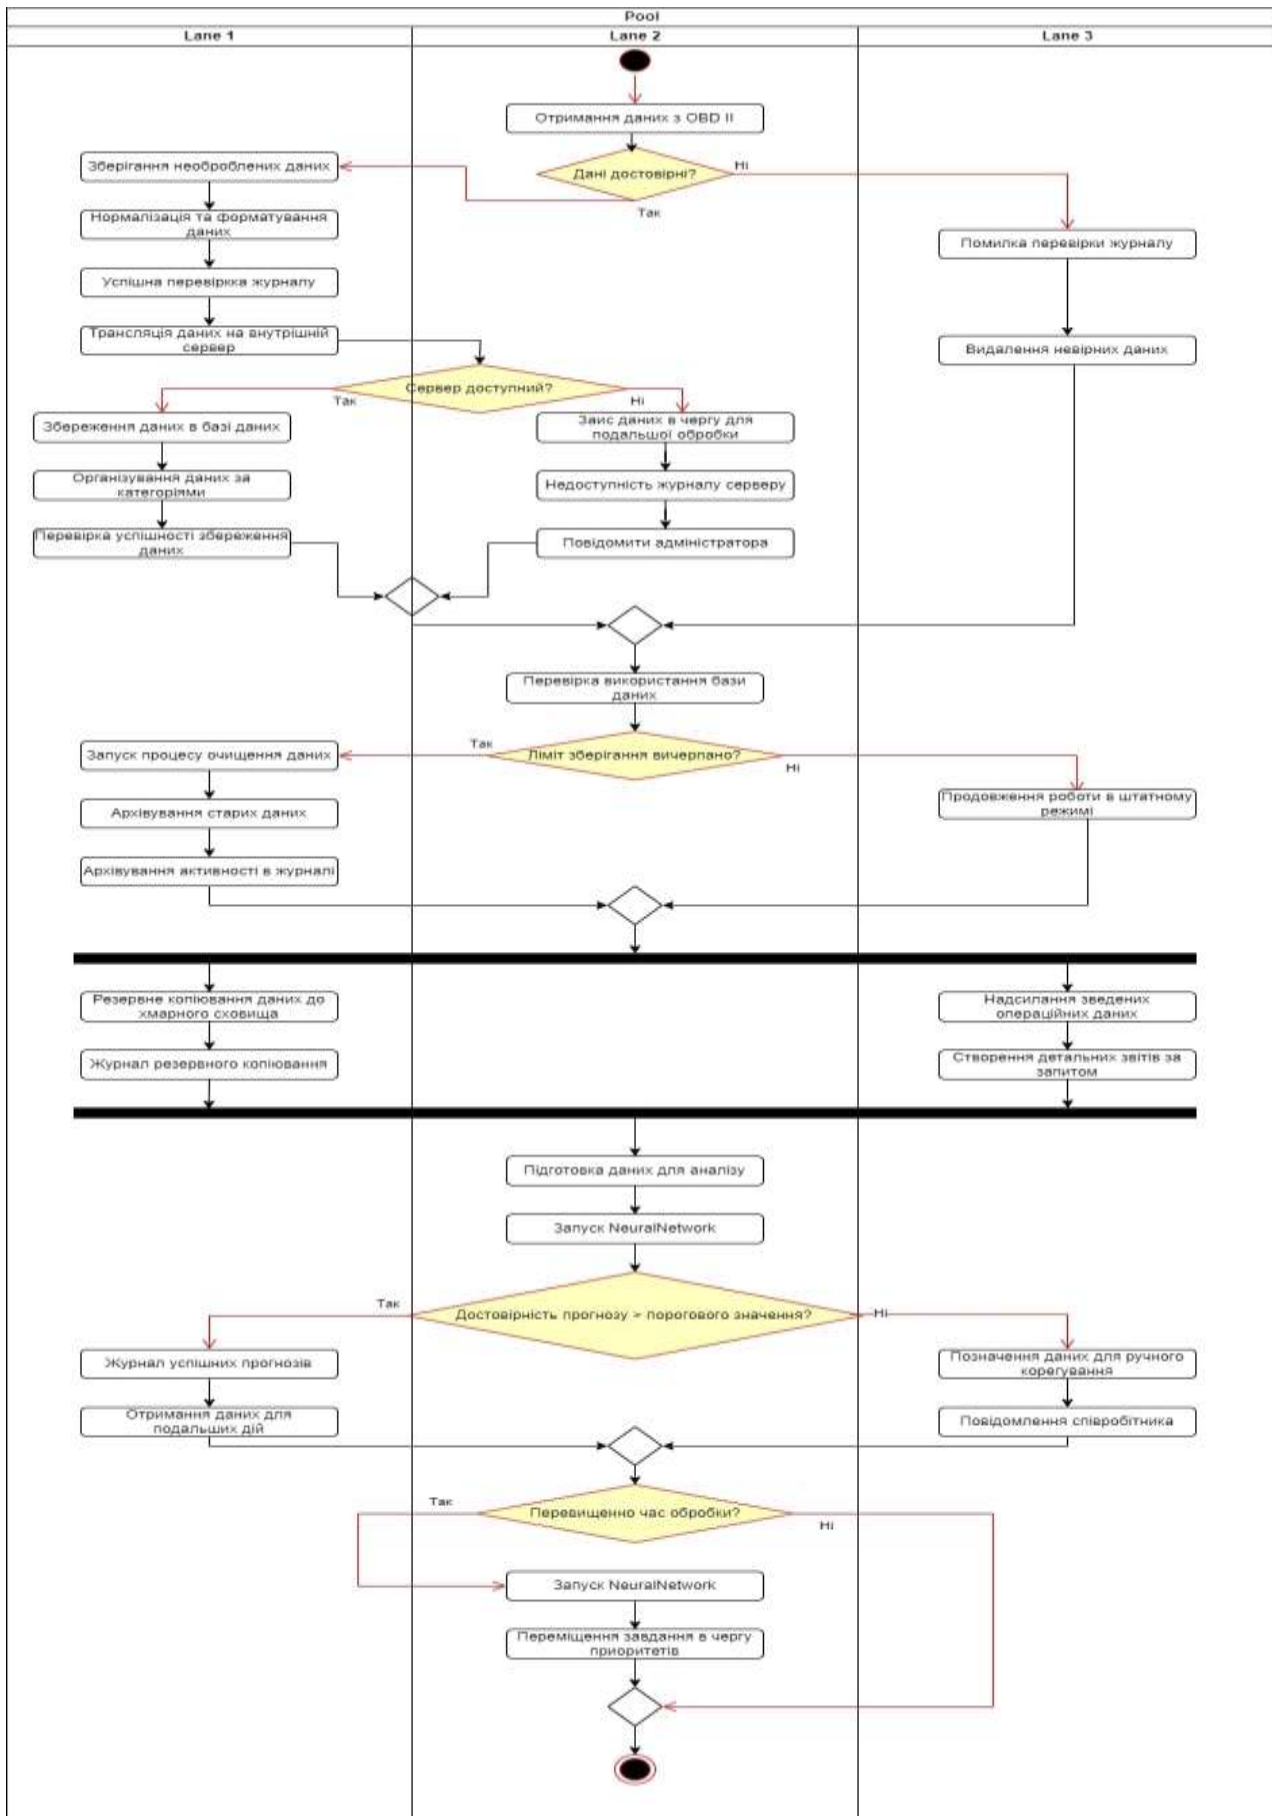 Pool
Lane 1
Lane 2
Lane 3
Отримання даних з OBD II
Дані достовірні?
Ні
Так
Зберігання необроблених даних
Нормалізація та форматування
даних
Помилка перевірки журналу
Успішна перевіркка журналу
Трансляція даних на внутрішній
сервер
Видалення невірних даних
Сервер доступний?
Так
Ні
Збереження даних в базі даних
Заис даних в чергу для
подальшої обробки
Організування даних за
категоріями
Недоступність журналу серверу
Перевірка успішності збереження
даних
Повідомити адміністратора
Перевірка використання бази
даних
Ліміт зберігання вичерпано?
Так
Ні
Запуск процесу очищення даних
Продовження роботи в штатному
режимі
Архівування старих даних
Архівування активності в журналі
Резервне копіювання даних до
хмарного сховища
Надсилання зведених
операційних даних
Журнал резервного копіювання
Створення детальних звітів за
запитом
Підготовка даних для аналізу
Запуск NeuralNetwork
Достовірність прогнозу > порогового значення?
Так
Ні
Журнал успішних прогнозів
Позначення даних для ручного
корегування
Отримання даних для
подальших дій
Повідомлення співробітника
Перевищенно час обробки?
Так
Ні
Запуск NeuralNetwork
Переміщення завдання в чергу
приоритетів